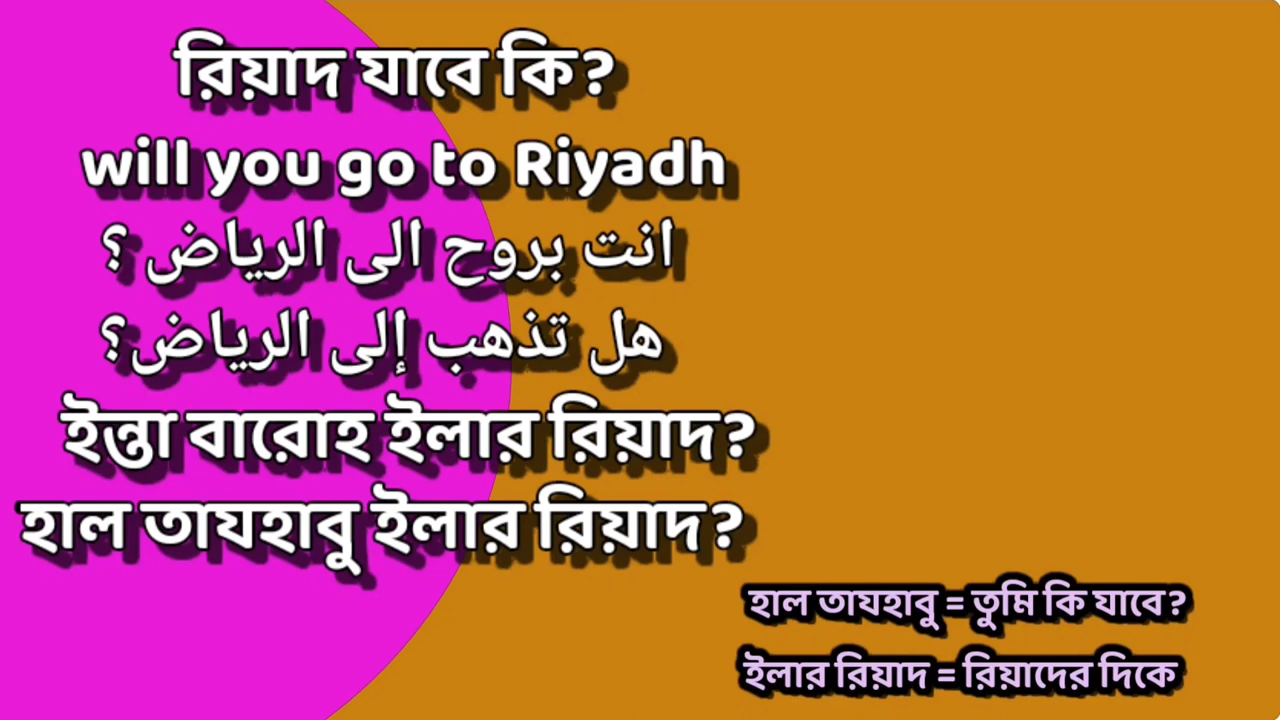 রিয়াদ যাবে কি?
will you go to Riyadh
انت بروح الى الرياض ؟
هل تذهب إلى الرياض؟
ইন্তা বারোহ ইলার রিয়াদ?
হাল তাযহাবু ইলার রিয়াদ?
হাল তাযহাবু = তুমি কি যাবে?
ইলার রিয়াদ = রিয়াদের দিকে